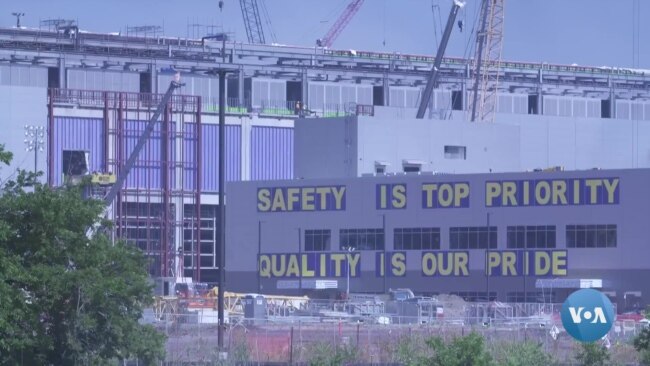 SAFETY IS TOP PRIORITY
QUALITY IS OUR PRIDE
VOA